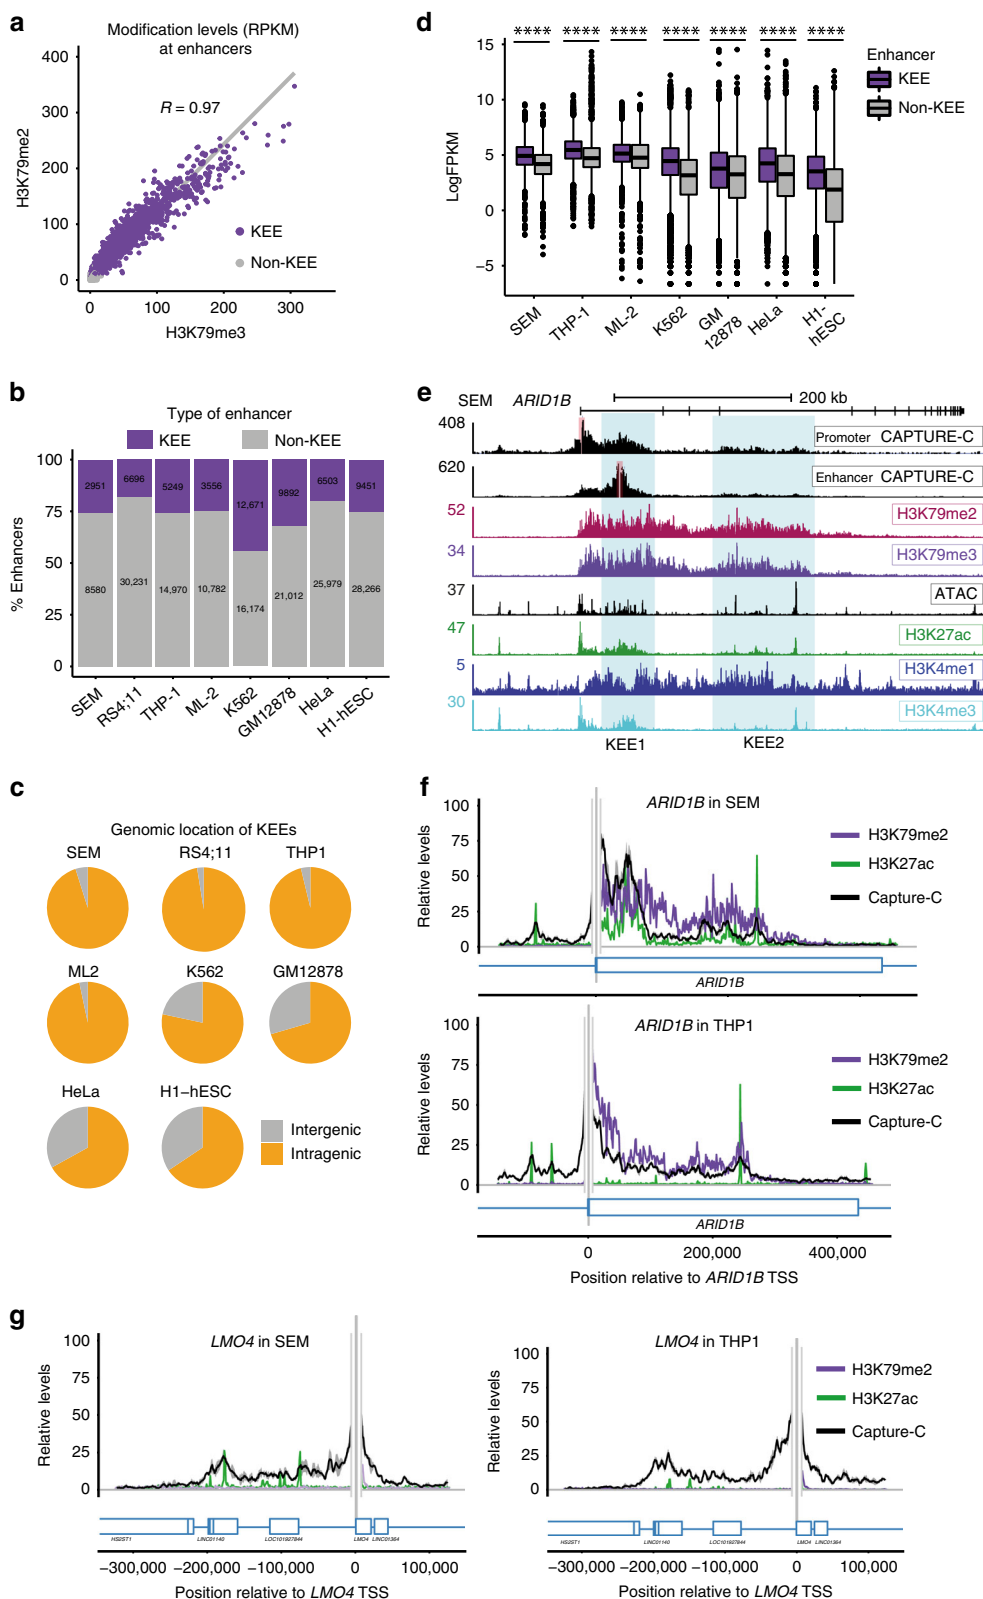 a
Modification levels (RPKM)
at enhancers
400
300
200
100
0
H3K79me2
R = 0.97
KEE
Non-KEE
0
100
200
300
H3K79me3
b
Type of enhancer
KEE
Non-KEE
100
75
50
25
0
% Enhancers
2951
6696
5249
3556
12,671
9892
6503
9451
8580
30,231
14,970
10,782
16,174
21,012
25,979
28,266
SEM
RS4;11
THP-1
ML-2
K562
GM12878
HeLa
H1-hESC
c
Genomic location of KEEs
SEM
RS4;11
THP1
ML2
K562
GM12878
HeLa
H1–hESC
Intergenic
Intragenic
d
**** **** **** **** **** **** ****
15
10
5
0
−5
LogFPKM
Enhancer
KEE
Non-KEE
SEM
THP-1
ML-2
K562
GM
12878
HeLa
H1-
hESC
e
SEM ARID1B
200 kb
408
Promoter CAPTURE-C
620
Enhancer CAPTURE-C
52
H3K79me2
34
H3K79me3
37
ATAC
47
H3K27ac
5
H3K4me1
30
H3K4me3
KEE1
KEE2
f
ARID1B in SEM
100
75
50
25
0
Relative levels
H3K79me2
H3K27ac
Capture-C
ARID1B
ARID1B in THP1
100
75
50
25
0
Relative levels
H3K79me2
H3K27ac
Capture-C
ARID1B
0
200,000
400,000
Position relative to ARID1B TSS
g
LMO4 in SEM
100
75
50
25
0
Relative levels
HS2ST1
LINC01140
LOC101927844
LMO4
LINC01364
−300,000
−200,000
−100,000
0
100,000
Position relative to LMO4 TSS
LMO4 in THP1
100
75
50
25
0
Relative levels
H3K79me2
H3K27ac
Capture-C
HS2ST1
LINC01140
LOC101927844
LMO4
LINC01364
−300,000
−200,000
−100,000
0
100,000
Position relative to LMO4 TSS